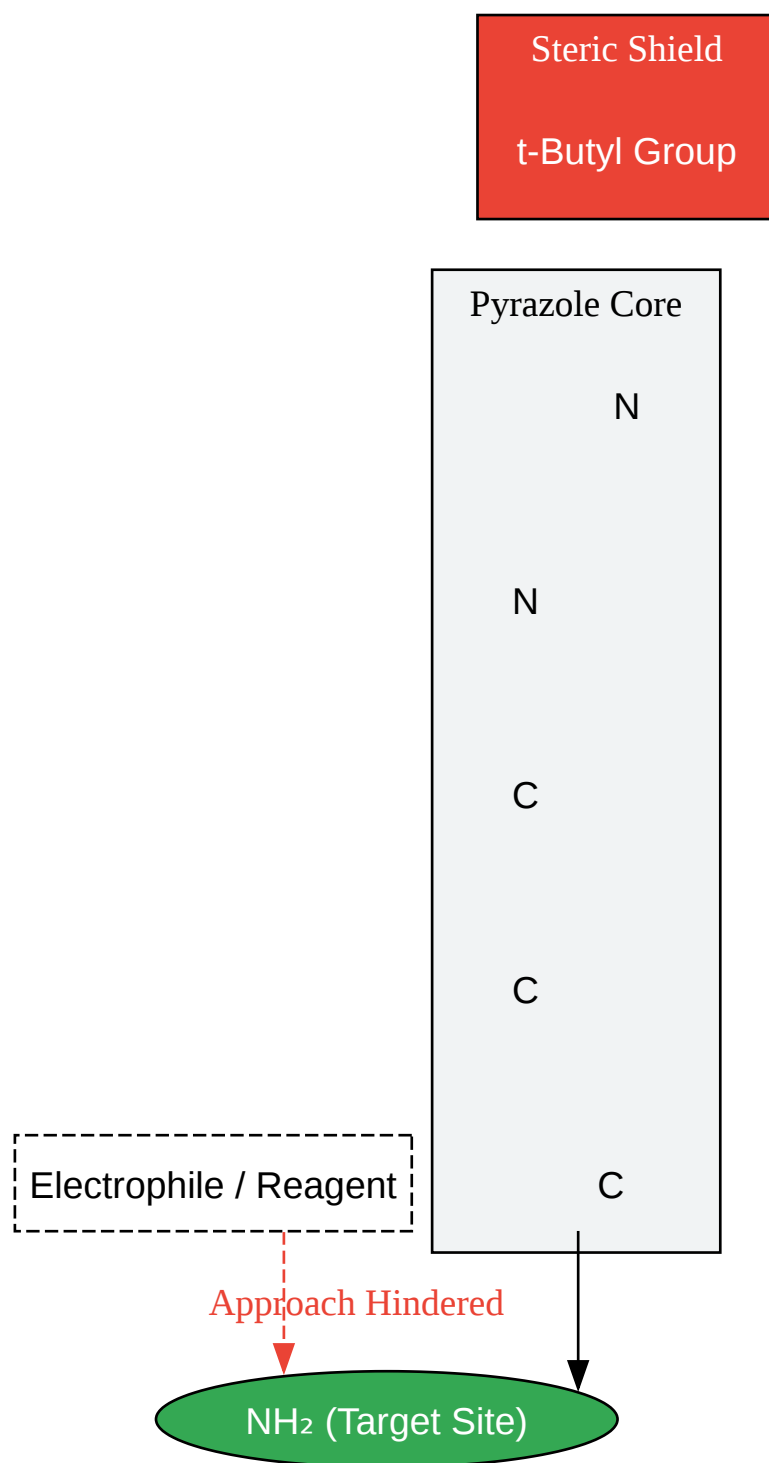 Steric Shield
t-Butyl Group
Pyrazole Core
N
N
C
C
Electrophile / Reagent
C
Approach Hindered
NH₂ (Target Site)